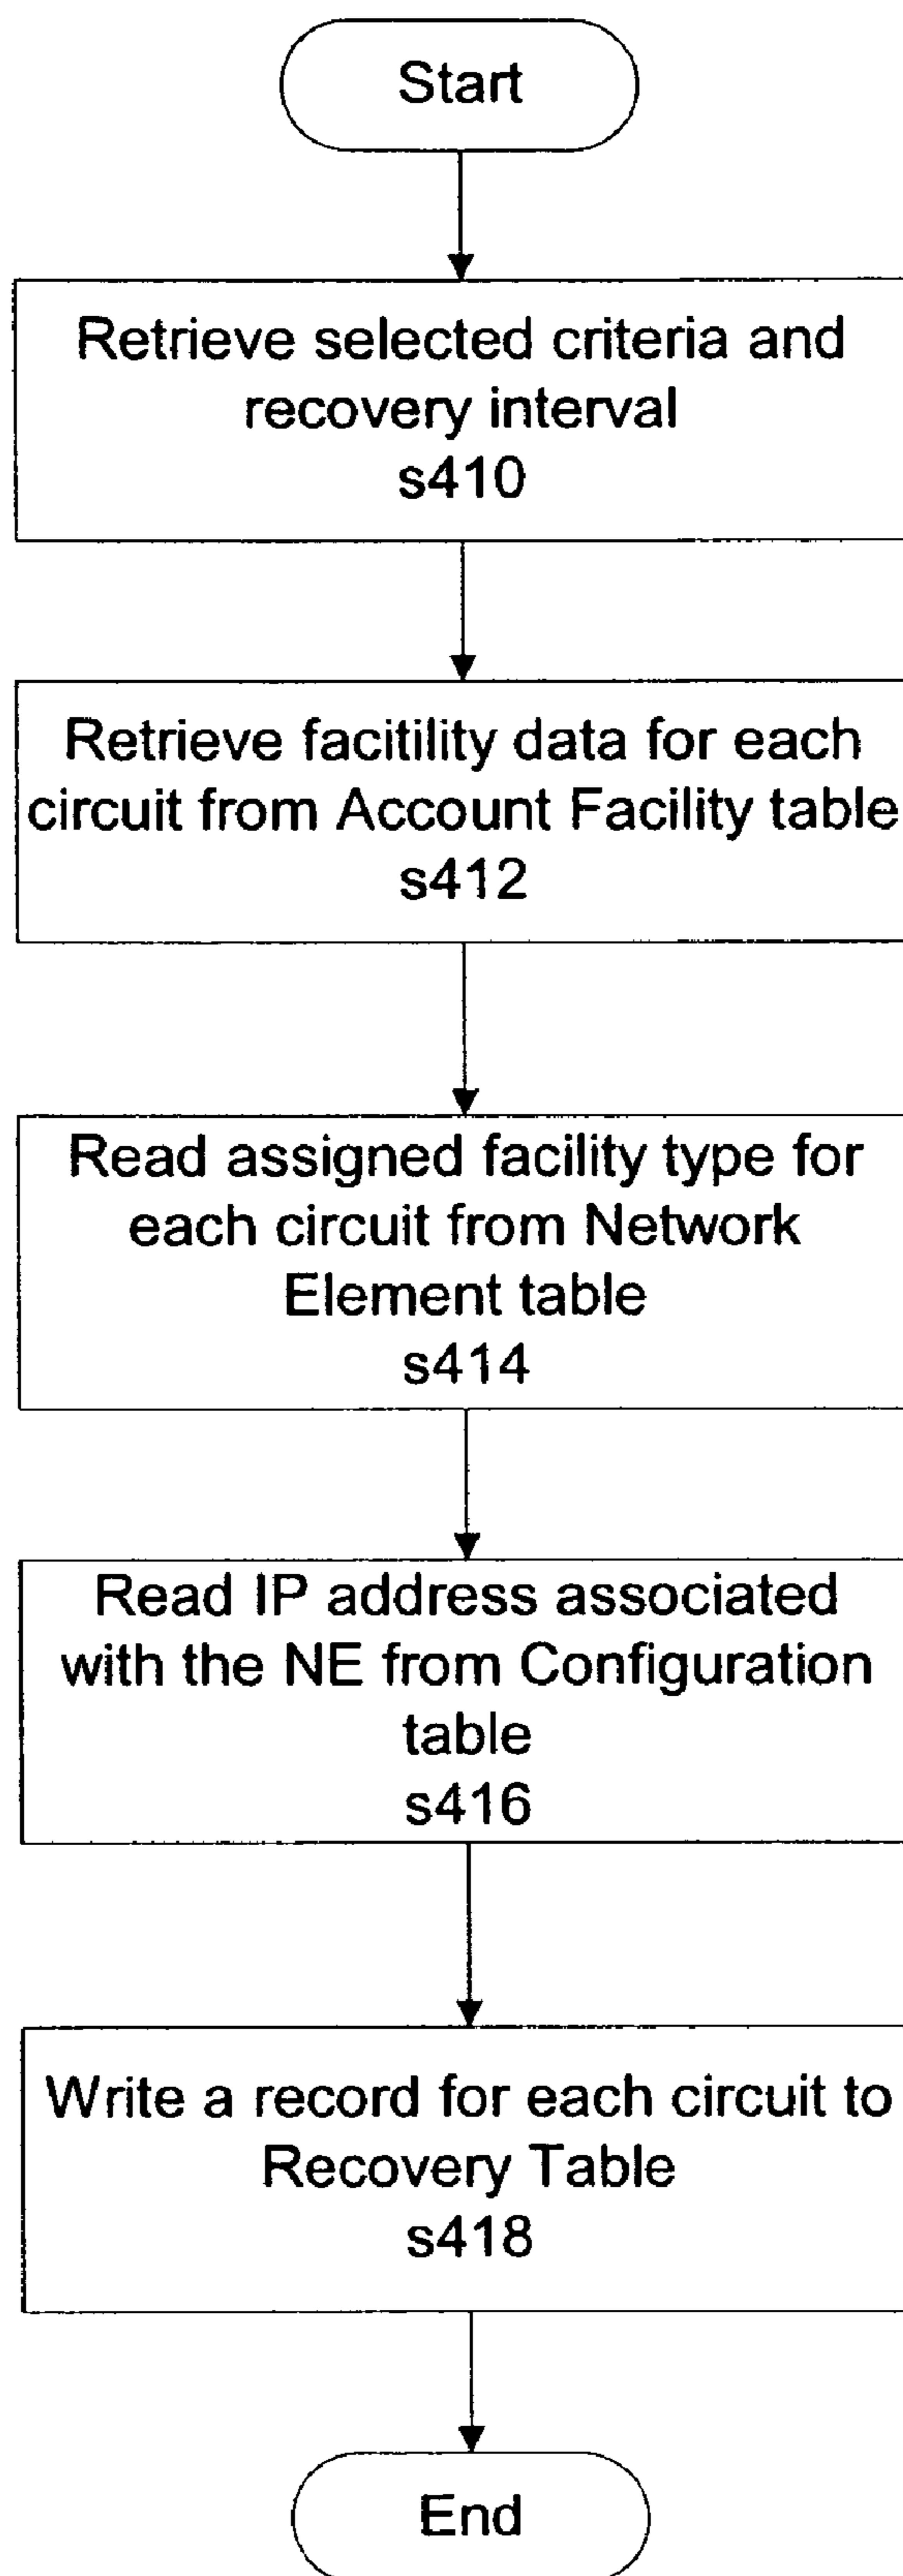 Start
Retrieve selected criteria and
recovery interval
s410
Retrieve facitility data for each
circuit from Account Facility table
s412
Read assigned facility type for
each circuit from Network
Element table
s414
Read IP address associated
with the NE from Configuration
table
s416
Write a record for each circuit to
Recovery Table
s418
End